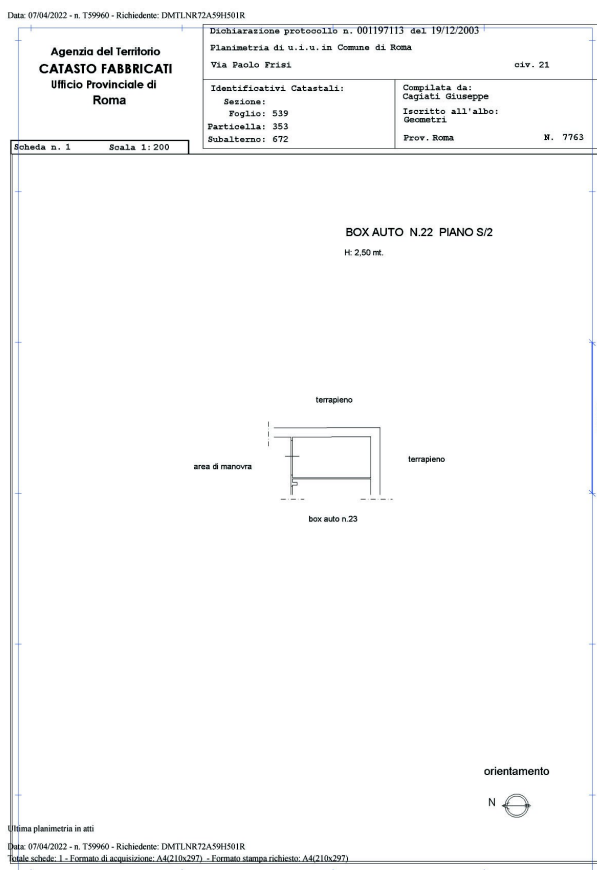 Data: 07/04/2022 - n. T59960 - Richiedente: DMTLNR72A59H501R
Agenzia del Territorio
CATASTO FABBRICATI
Ufficio Provinciale di
Roma
Dichiarazione protocollo n. 001197113 del 19/12/2003
Planimetria di u.i.u. in Comune di Roma
Via Paolo Frisi civ. 21
Identificativi Catastali:
Sezione:
Foglio: 539
Particella: 353
Subalterno: 672
Compilata da:
Cagiati Giuseppe
Iscritto all'albo:
Geometri
Prov. Roma N. 7763
Scheda n. 1 Scala 1:200
BOX AUTO N.22 PIANO S/2
H: 2,50 mt.
terrapieno
area di manovra
terrapieno
box auto n.23
orientamento
N
Ultima planimetria in atti
Data: 07/04/2022 - n. T59960 - Richiedente: DMTLNR72A59H501R
Totale schede: 1 - Formato di acquisizione: A4(210x297) - Formato stampa richiesto: A4(210x297)